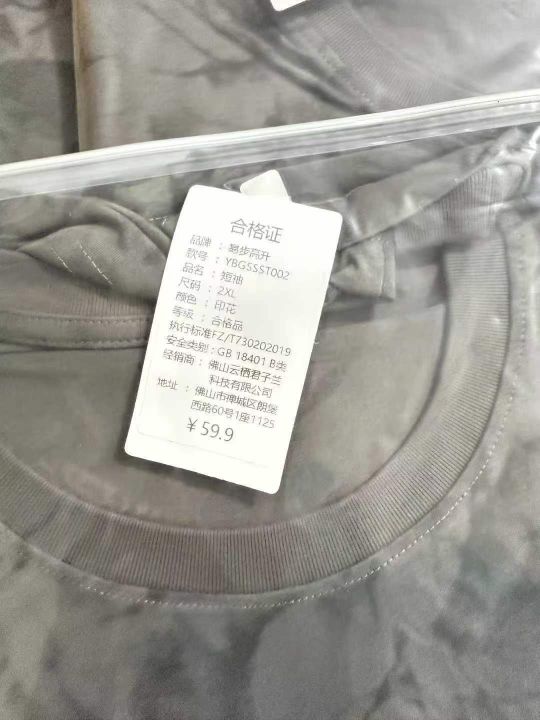 合格证
品牌：易步高升
款号：YBGSSST002
品名：短袖
尺码：2XL
颜色：印花
等级：合格品
执行标准FZ/T730202019
安全类别：GB 18401 B类
经销商：佛山云栖君子兰
科技有限公司
地址：佛山市禅城区朗堡
西路60号1座1125
￥59.9